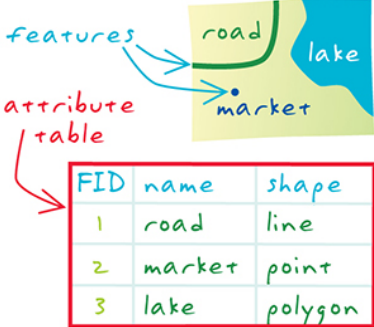 features
road
lake
market
attribute
table
FID name shape
1 road line
2 market point
3 lake polygon